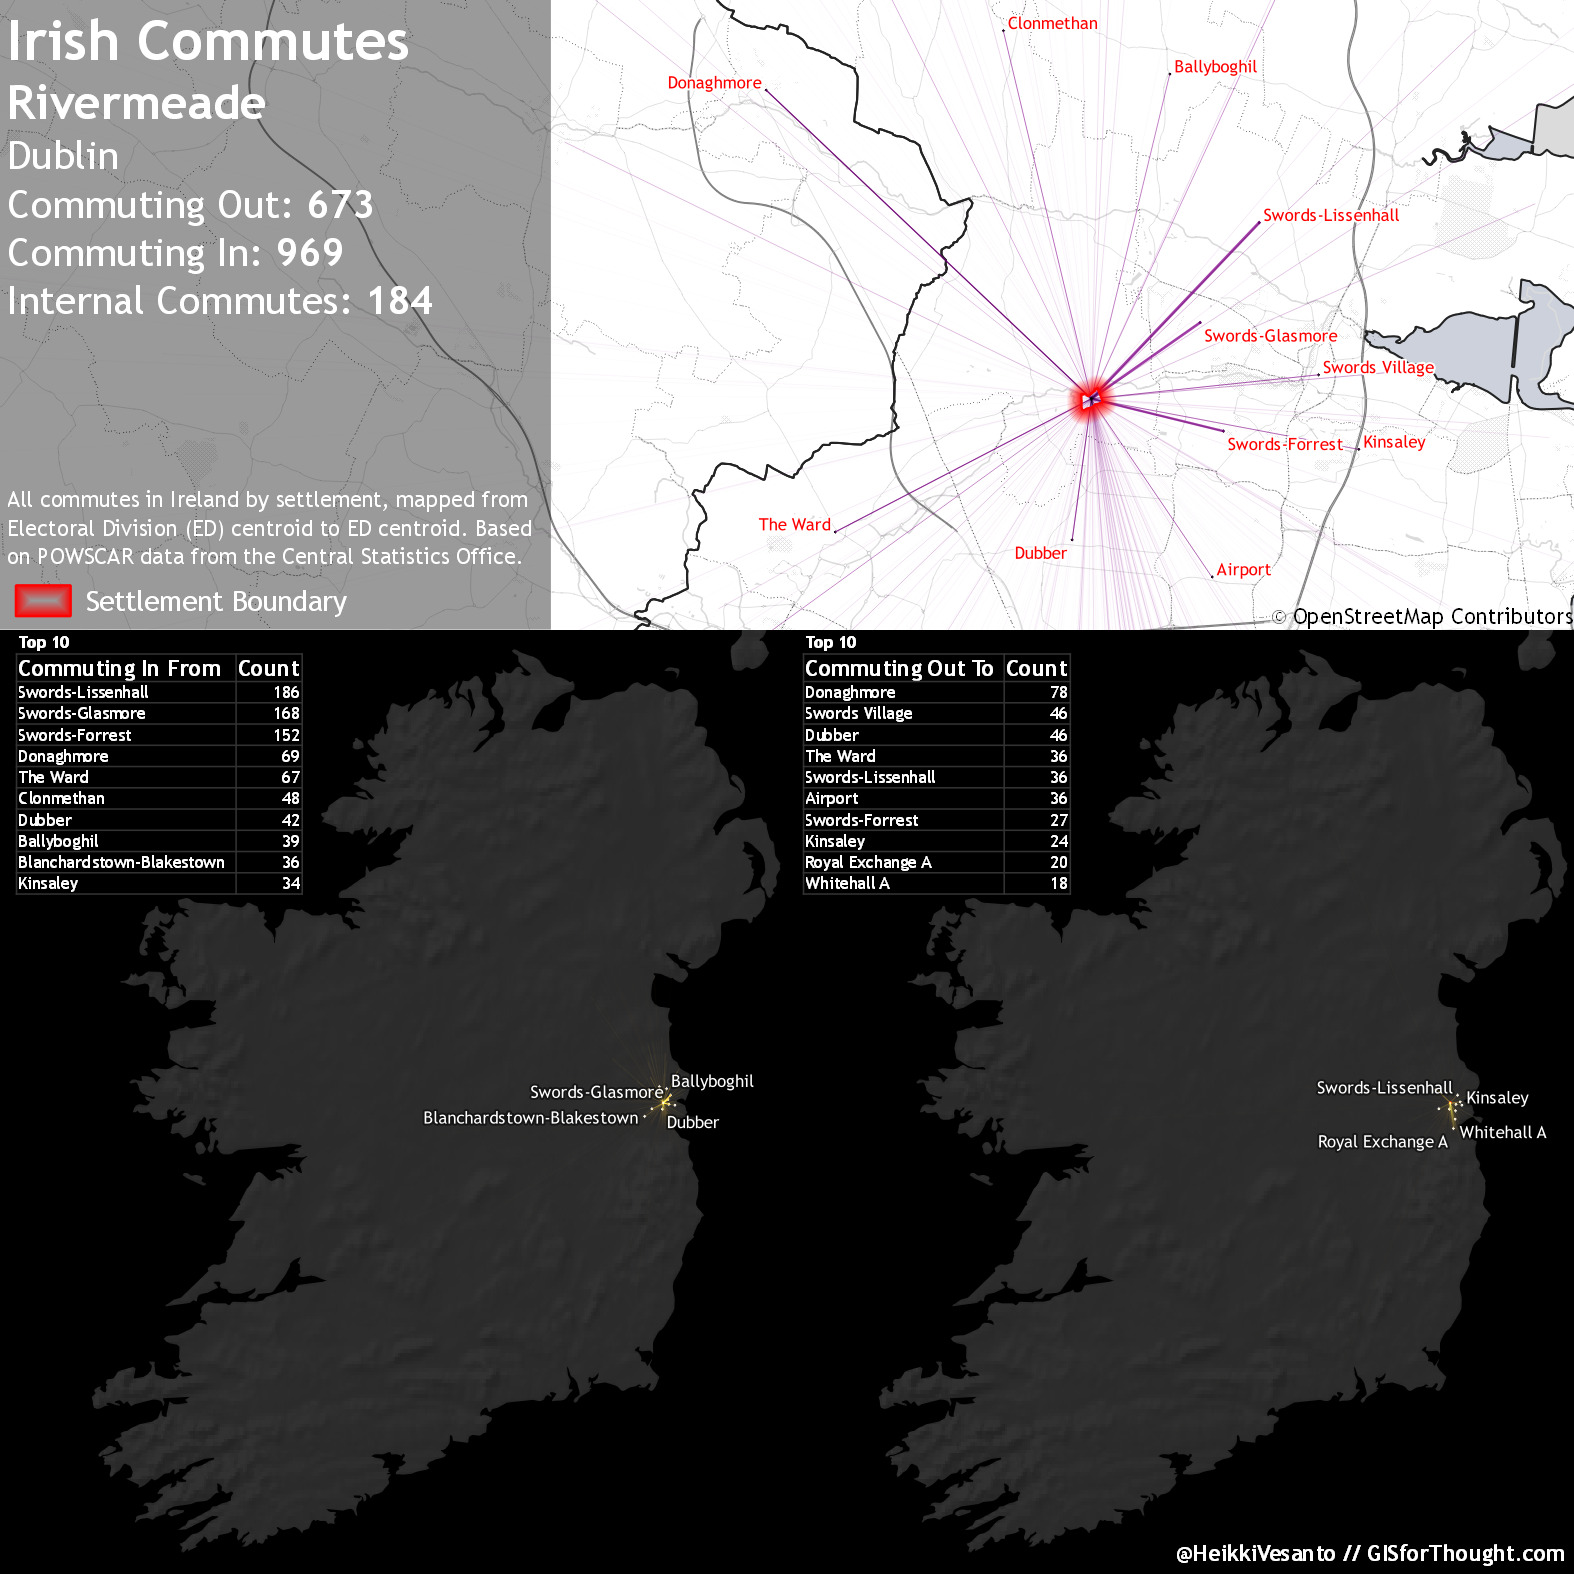 Irish Commutes
Rivermeade
Dublin
Commuting Out: 673
Commuting In: 969
Internal Commutes: 184
All commutes in Ireland by settlement, mapped from
Electoral Division (ED) centroid to ED centroid. Based
on POWSCAR data from the Central Statistics Office.
Settlement Boundary
Clonmethan
Ballyboghil
Donaghmore
Swords-Lissenhall
Swords-Glasmore
Swords Village
Swords-Forrest
Kinsaley
The Ward
Dubber
Airport
© OpenStreetMap Contributors
Top 10
Commuting In From Count
Swords-Lissenhall 186
Swords-Glasmore 168
Swords-Forrest 152
Donaghmore 69
The Ward 67
Clonmethan 48
Dubber 42
Ballyboghil 39
Blanchardstown-Blakestown 36
Kinsaley 34
Top 10
Commuting Out To Count
Donaghmore 78
Swords Village 46
Dubber 46
The Ward 36
Swords-Lissenhall 36
Airport 36
Swords-Forrest 27
Kinsaley 24
Royal Exchange A 20
Whitehall A 18
Ballyboghil
Swords-Glasmore
Blanchardstown-Blakestown
Dubber
Swords-Lissenhall
Kinsaley
Whitehall A
Royal Exchange A
@HeikkiVesanto // GISforThought.com